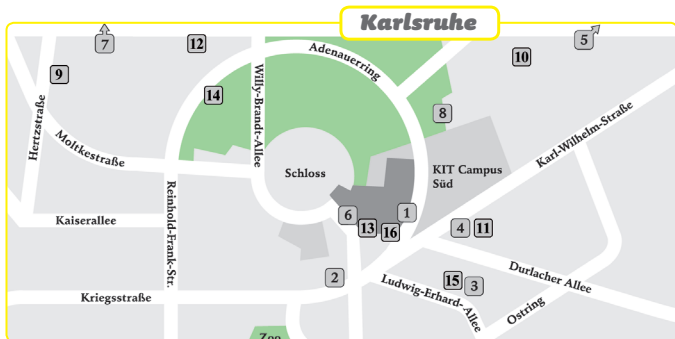 Karlsruhe
7
12
5
9
10
14
8
Adenauerring
Willy-Brandt-Allee
Hertzstraße
Moltkestraße
Karl-Wilhelm-Straße
Schloss
KIT Campus
Süd
Reinhold-Frank-Str.
Kaiserallee
6
13
16
1
4
11
2
15
3
Durlacher Allee
Ludwig-Erhard-Allee
Ostring
Kriegsstraße
Zoo